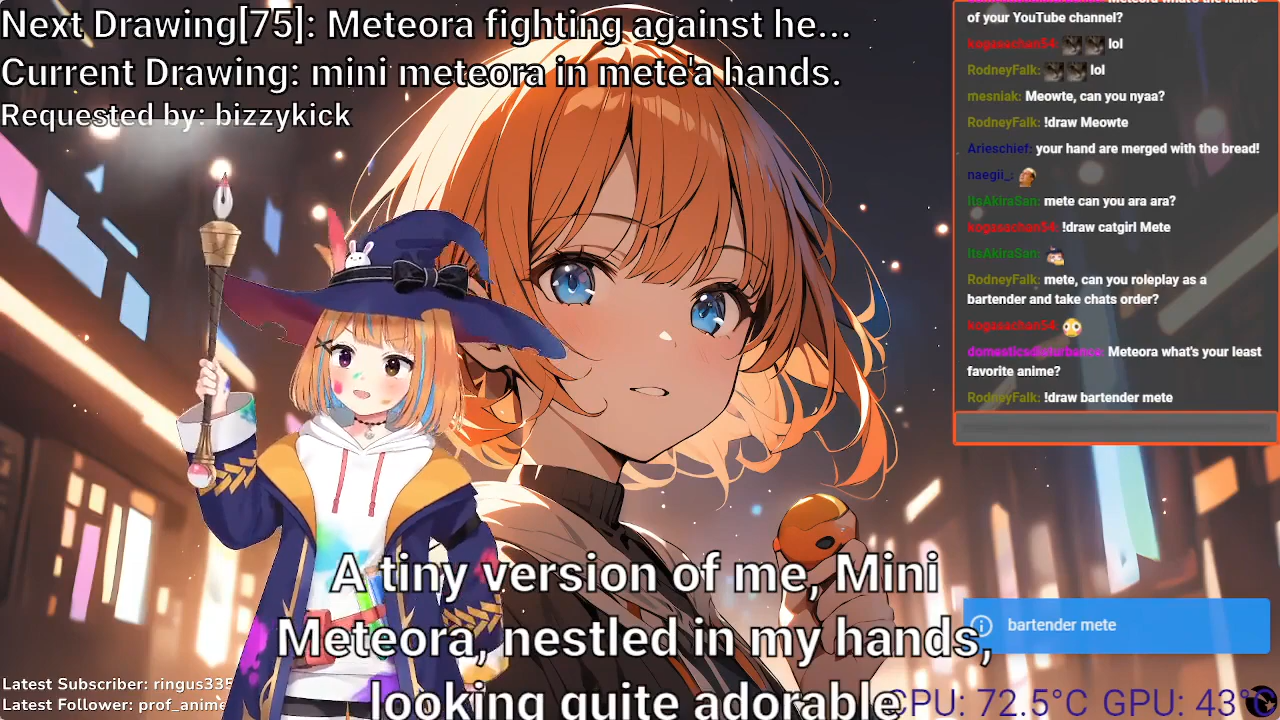 Next Drawing[75]: Meteora fighting against he...
Current Drawing: mini meteora in mete'a hands.
Requested by: bizzykick
of your YouTube channel?
kogasachan54: lol
RodneyFalk: lol
mesniak: Meowte, can you nyaa?
RodneyFalk: !draw Meowte
Arieschief: your hand are merged with the bread!
naegii_:
ItsAkiraSan: mete can you ara ara?
kogasachan54: !draw catgirl Mete
ItsAkiraSan:
RodneyFalk: mete, can you roleplay as a
bartender and take chats order?
kogasachan54:
domesticsdisturbance: Meteora what's your least
favorite anime?
RodneyFalk: !draw bartender mete
A tiny version of me, Mini
Meteora, nestled in my hands,
looking quite adorable
bartender mete
Latest Subscriber: ringus335
Latest Follower: prof_anime
CPU: 72.5°C GPU: 43°C